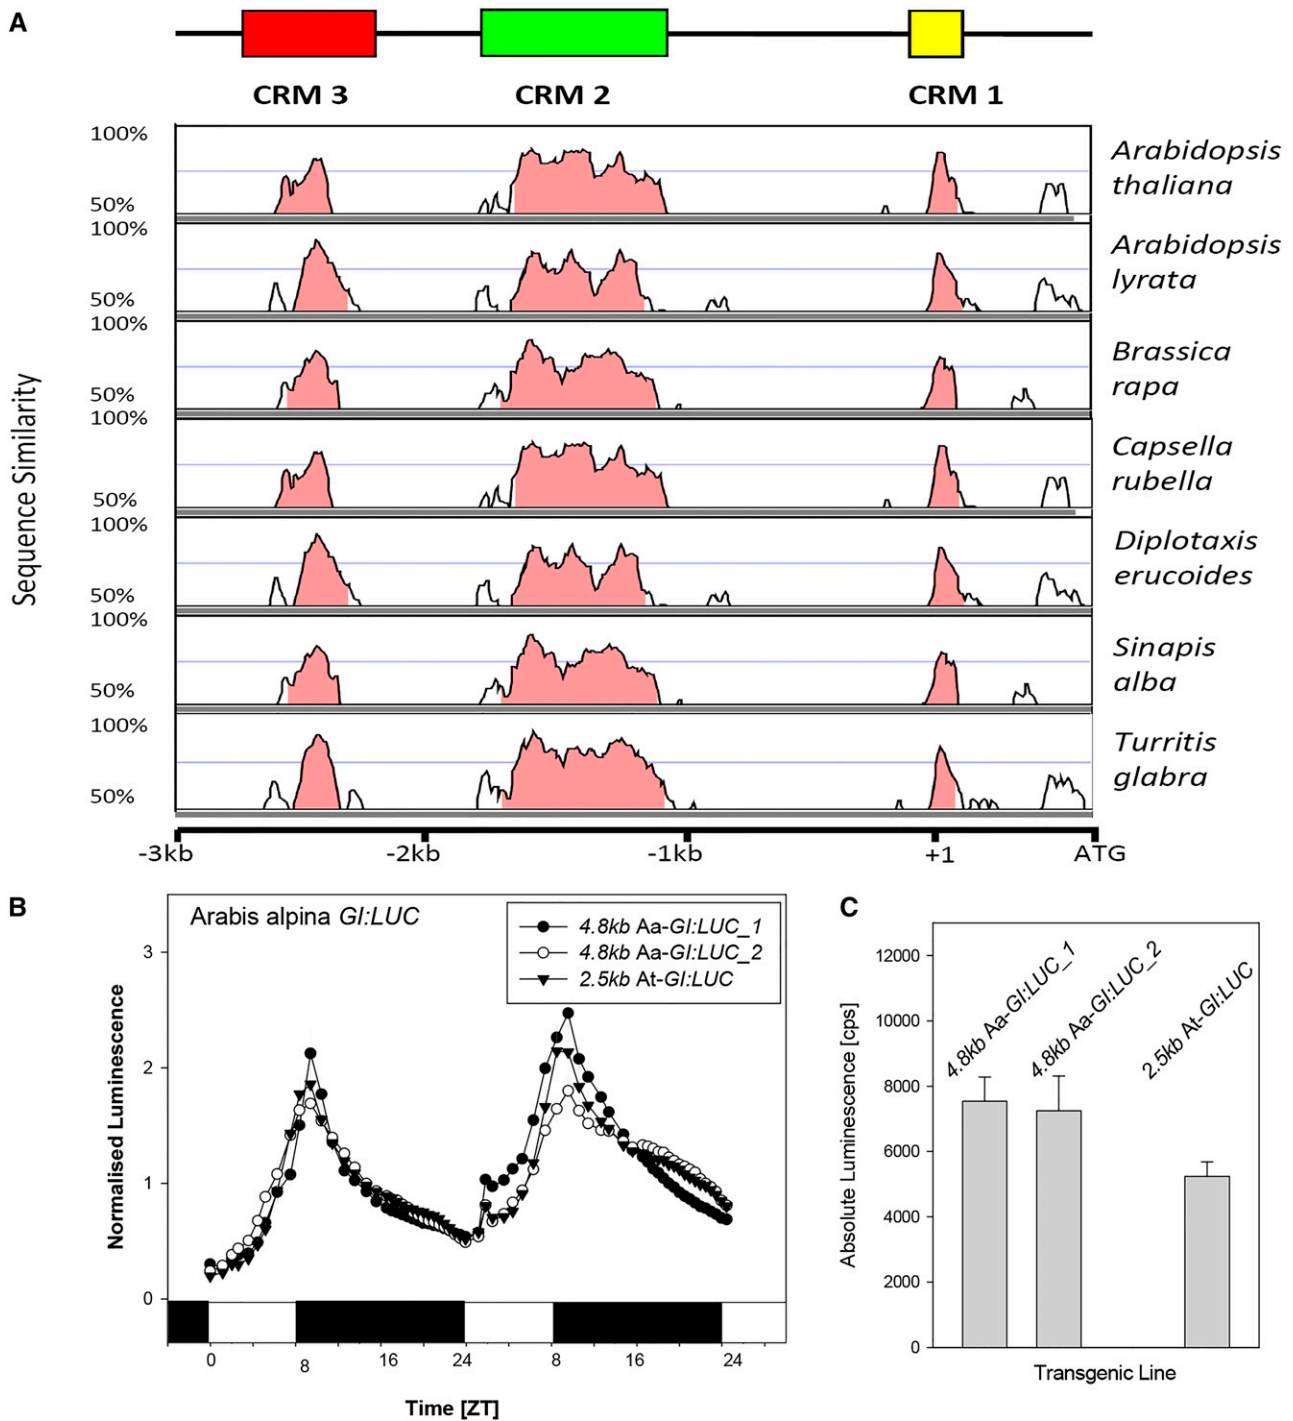 A
CRM 3
CRM 2
CRM 1
Sequence Similarity
100%
50%
Arabidopsis
thaliana
100%
50%
Arabidopsis
lyrata
100%
50%
Brassica
rapa
100%
50%
Capsella
rubella
100%
50%
Diplotaxis
erucoides
100%
50%
Sinapis
alba
100%
50%
Turritis
glabra
-3kb
-2kb
-1kb
+1
ATG
B
Arabis alpina GI:LUC
4.8kb Aa-GI:LUC_1
4.8kb Aa-GI:LUC_2
2.5kb At-GI:LUC
Normalised Luminescence
3
2
1
0
0
8
16
24
8
16
24
Time [ZT]
C
4.8kb Aa-GI:LUC_1
4.8kb Aa-GI:LUC_2
2.5kb At-GI:LUC
Absolute Luminescence [cps]
12000
10000
8000
6000
4000
2000
0
Transgenic Line